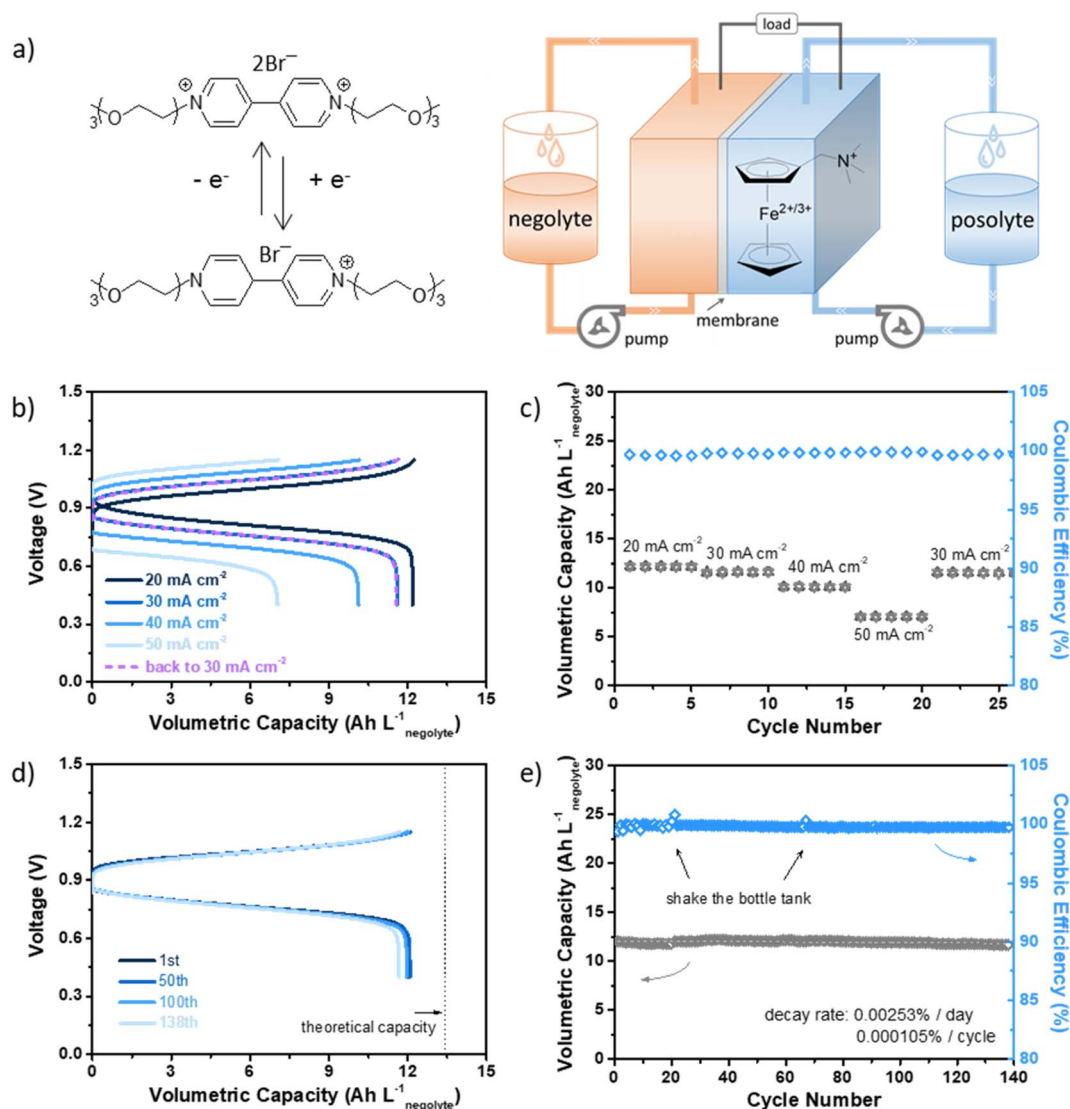 a)
2Br⁻
⊕ ⊕
3(O N N O)3
- e⁻ + e⁻
Br⁻
⊕
3(O N N O)3
load
negolyte
N⁺
Fe²⁺/³⁺
posolyte
membrane
pump
pump
b)
Voltage (V)
1.5
1.2
0.9
0.6
0.3
0.0
20 mA cm⁻²
30 mA cm⁻²
40 mA cm⁻²
50 mA cm⁻²
back to 30 mA cm⁻²
0 3 6 9 12 15
Volumetric Capacity (Ah L⁻¹negolyte)
c)
Volumetric Capacity (Ah L⁻¹negolyte)
30
25
20
15
10
5
0
20 mA cm⁻²
30 mA cm⁻²
40 mA cm⁻²
50 mA cm⁻²
30 mA cm⁻²
105
100
95
90
85
80
Coulombic Efficiency (%)
0 5 10 15 20 25
Cycle Number
d)
Voltage (V)
1.5
1.2
0.9
0.6
0.3
0.0
1st
50th
100th
138th
theoretical capacity
0 3 6 9 12 15
Volumetric Capacity (Ah L⁻¹negolyte)
e)
Volumetric Capacity (Ah L⁻¹negolyte)
30
25
20
15
10
5
0
shake the bottle tank
decay rate: 0.00253% / day
0.000105% / cycle
105
100
95
90
85
80
Coulombic Efficiency (%)
0 20 40 60 80 100 120 140
Cycle Number